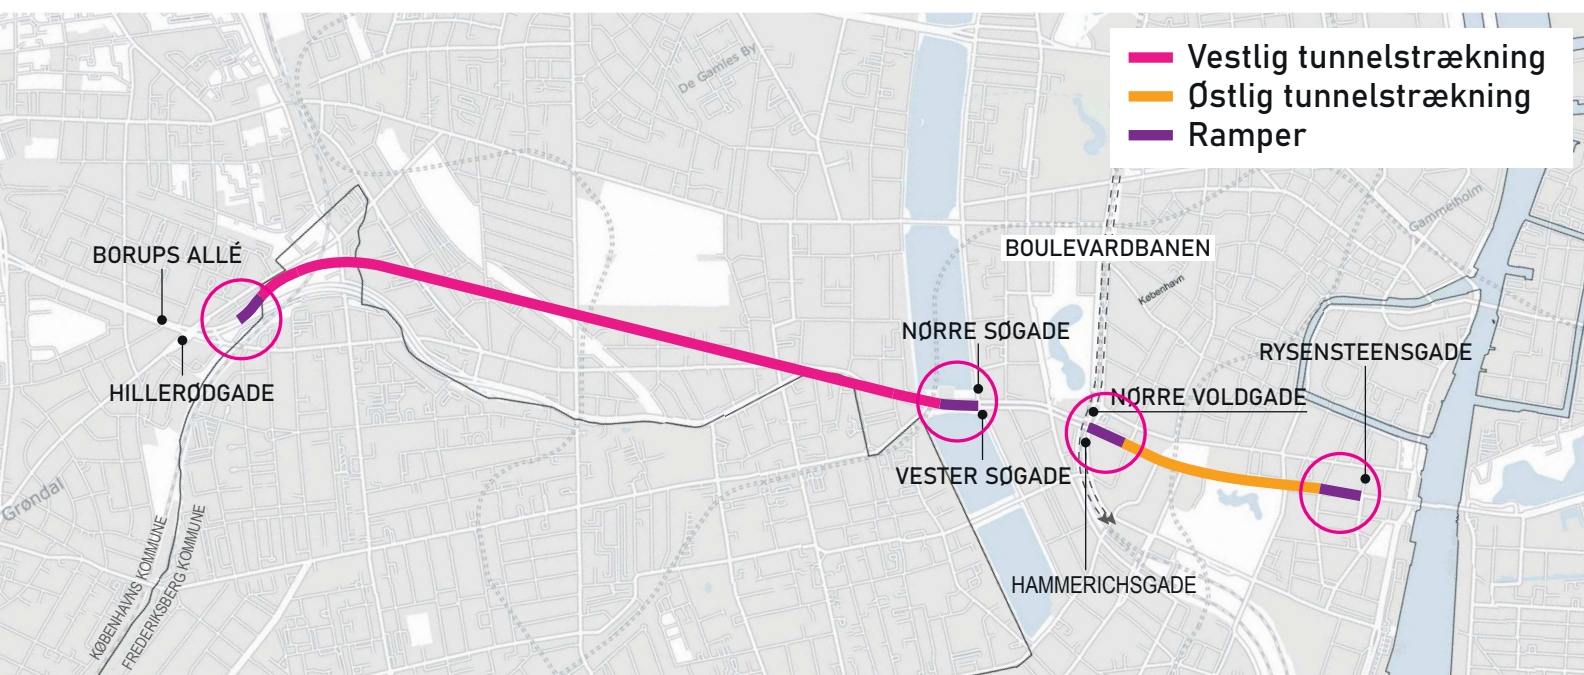 Vestlig tunnelstrækning
Østlig tunnelstrækning
Ramper
De Gamles By
Gammelholm
BORUPS ALLÉ
BOULEVARDBANEN
København
NØRRE SØGADE
RYSENSTEENSGADE
HILLERØDGADE
NØRRE VOLDGADE
VESTER SØGADE
Grøndal
HAMMERICHSGADE
KØBENHAVNS KOMMUNE
FREDERIKSBERG KOMMUNE